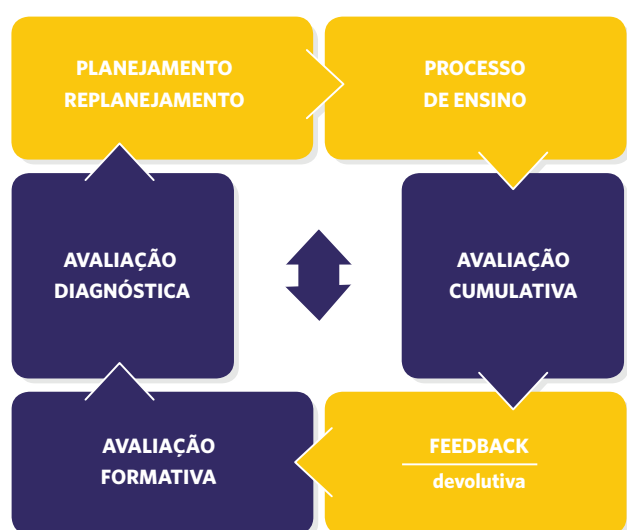 PLANEJAMENTO
REPLANEJAMENTO
PROCESSO
DE ENSINO
AVALIAÇÃO
DIAGNÓSTICA
AVALIAÇÃO
CUMULATIVA
AVALIAÇÃO
FORMATIVA
FEEDBACK
devolutiva